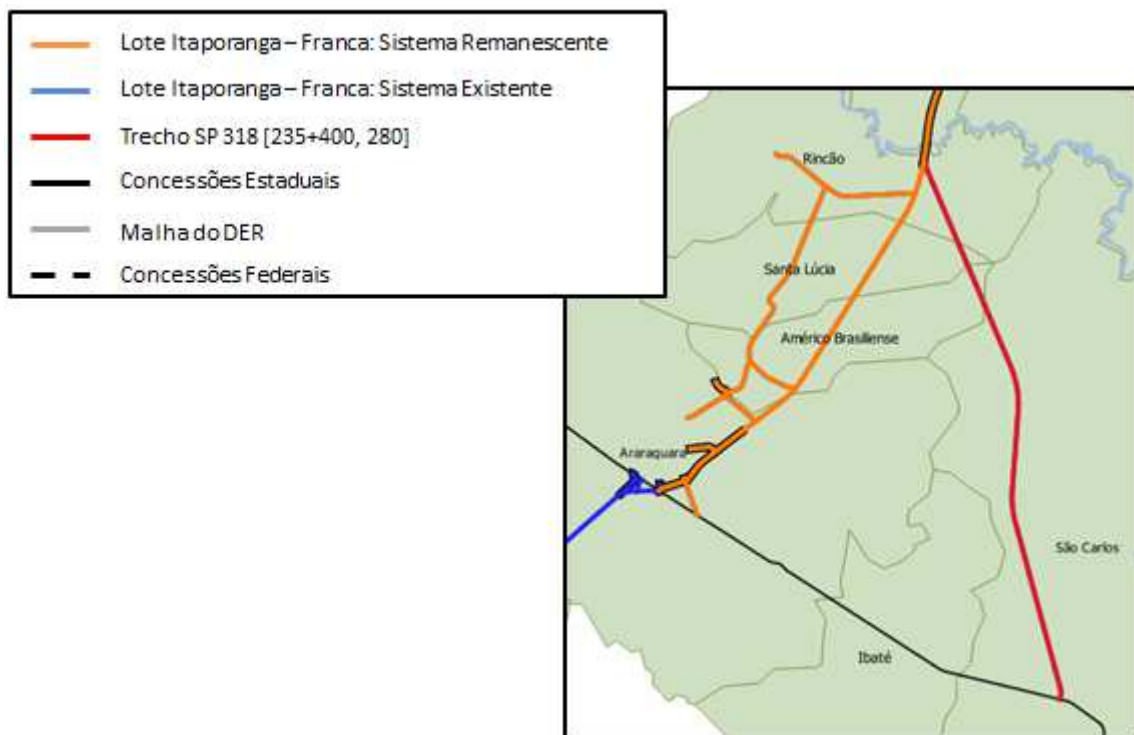 Lote Itaporanga – Franca: Sistema Remanescente
Lote Itaporanga – Franca: Sistema Existente
Trecho SP 318 [235+400, 280]
Concessões Estaduais
Malha do DER
Concessões Federais
Rincão
Santa Lúcia
Américo Brasiliense
Araraquara
São Carlos
Ibaté